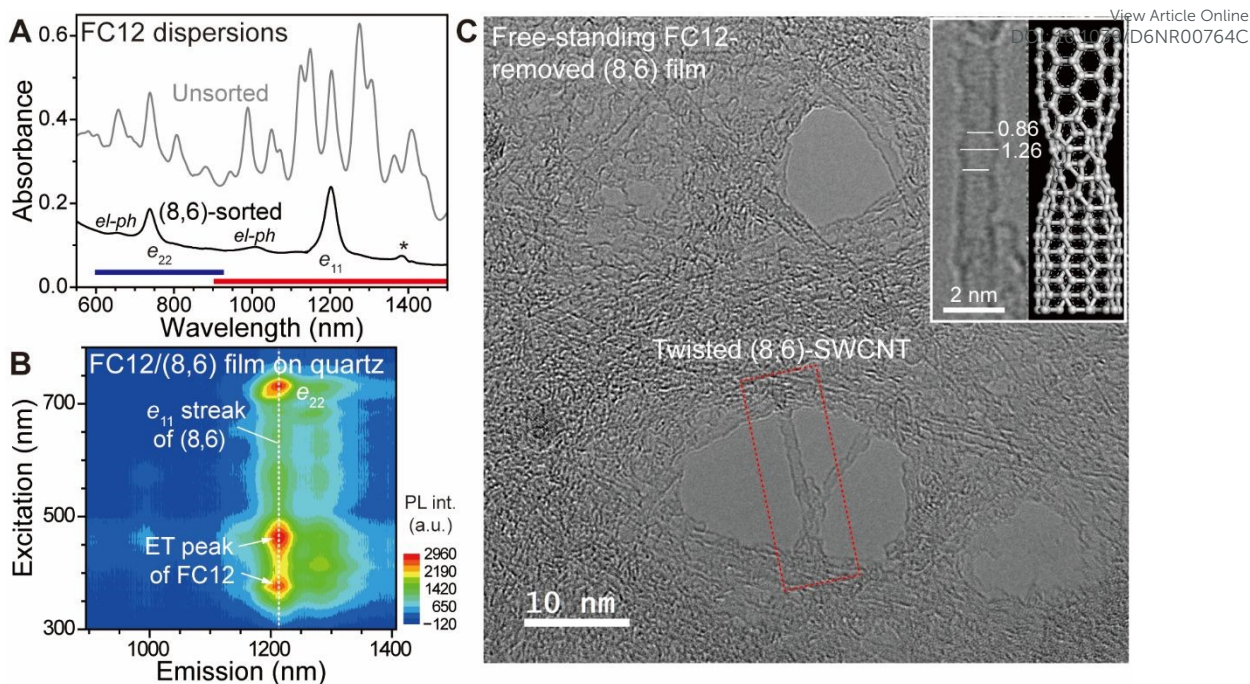 View Article Online
D6NR00764C
A
FC12 dispersions
Unsorted
(8,6)-sorted
el-ph
el-ph
e22
e11
*
Absorbance
0.6
0.4
0.2
0.0
600 800 1000 1200 1400
Wavelength (nm)
B
FC12/(8,6) film on quartz
e22
e11 streak
of (8,6)
ET peak
of FC12
Excitation (nm)
700
500
300
1000 1200 1400
Emission (nm)
PL int.
(a.u.)
2960
2190
1420
650
−120
C
Free-standing FC12-
removed (8,6) film
Twisted (8,6)-SWCNT
10 nm
0.86
1.26
2 nm